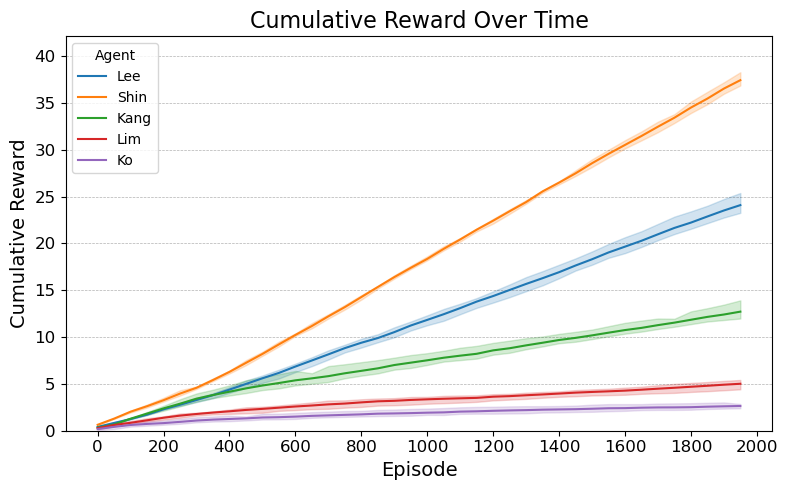 Cumulative Reward Over Time
Cumulative Reward
40
35
30
25
20
15
10
5
0
Agent
Lee
Shin
Kang
Lim
Ko
0 200 400 600 800 1000 1200 1400 1600 1800 2000
Episode